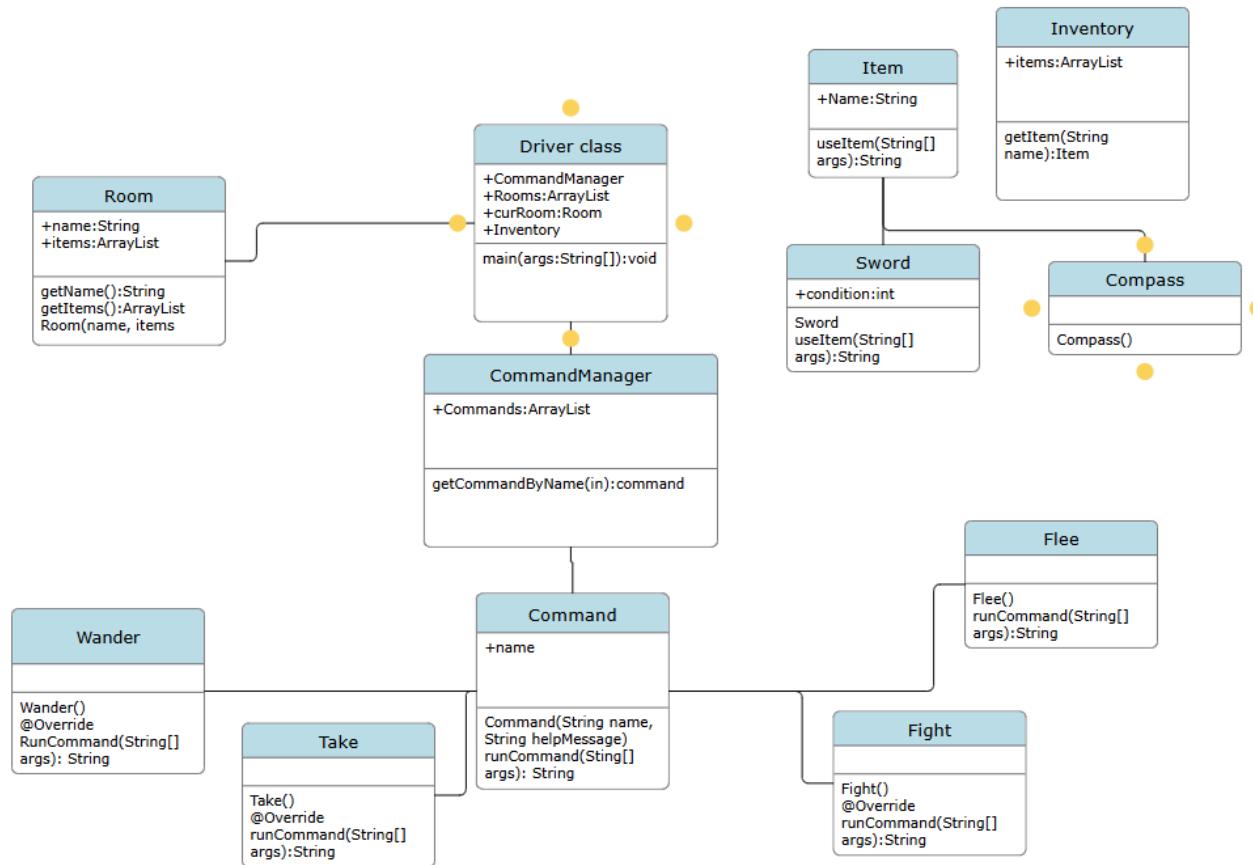 Inventory
+items:ArrayList
getItem(String
name):Item
Item
+Name:String
useItem(String[]
args):String
Driver class
+CommandManager
+Rooms:ArrayList
+curRoom:Room
+Inventory
main(args:String[]):void
Room
+name:String
+items:ArrayList
getName():String
getItems():ArrayList
Room(name, items
Sword
+condition:int
Sword
useItem(String[]
args):String
Compass
Compass()
CommandManager
+Commands:ArrayList
getCommandByName(in):command
Flee
Flee()
runCommand(String[]
args):String
Command
+name
Command(String name,
String helpMessage)
runCommand(Sting[]
args): String
Wander
Wander()
@Override
RunCommand(String[]
args): String
Take
Take()
@Override
runCommand(String[]
args):String
Fight
Fight()
@Override
runCommand(String[]
args):String